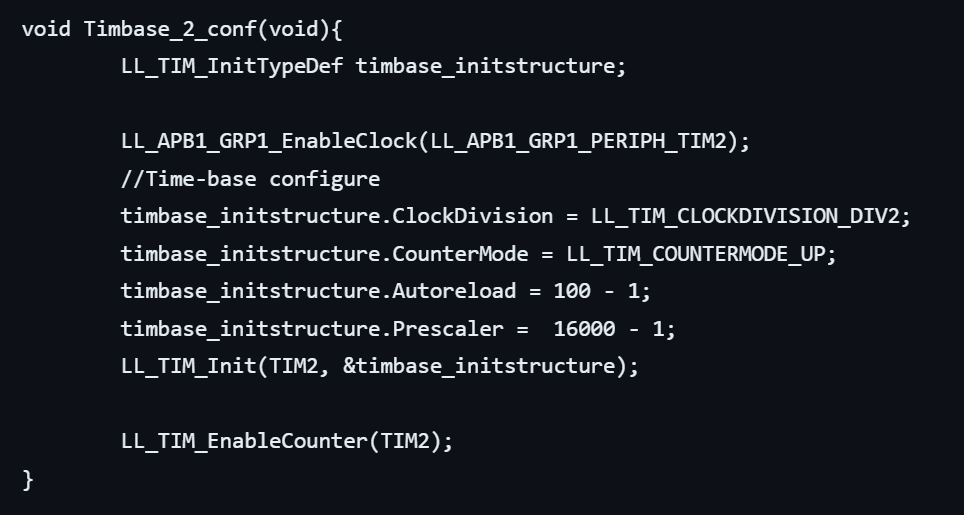 void Timbase_2_conf(void){
        LL_TIM_InitTypeDef timbase_initstructure;

        LL_APB1_GRP1_EnableClock(LL_APB1_GRP1_PERIPH_TIM2);
        //Time-base configure
        timbase_initstructure.ClockDivision = LL_TIM_CLOCKDIVISION_DIV2;
        timbase_initstructure.CounterMode = LL_TIM_COUNTERMODE_UP;
        timbase_initstructure.Autoreload = 100 - 1;
        timbase_initstructure.Prescaler =  16000 - 1;
        LL_TIM_Init(TIM2, &timbase_initstructure);

        LL_TIM_EnableCounter(TIM2);
}